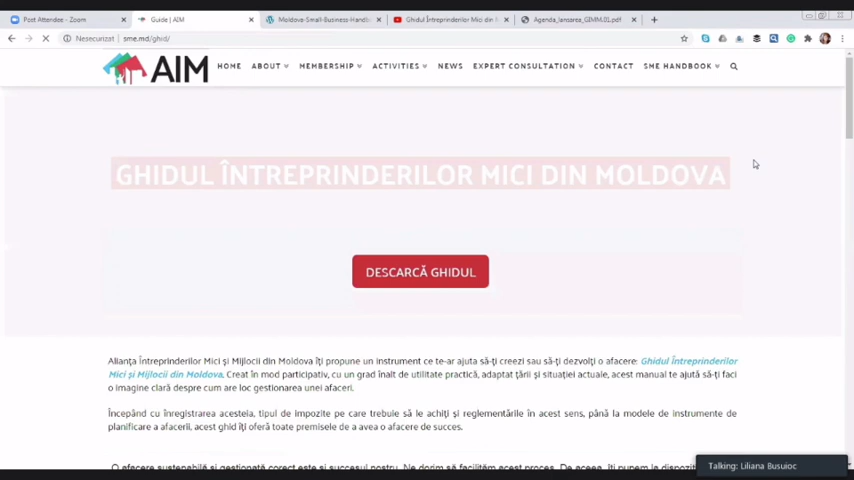 Post Attendee - Zoom
Guide | AIM
Moldova-Small-Business-Handb
Ghidul Întreprinderilor Mici din M
Agenda_lansarea_GIMM.01.pdf
Nesecurizat | sme.md/ghid/
AIM
HOME ABOUT MEMBERSHIP ACTIVITIES NEWS EXPERT CONSULTATION CONTACT SME HANDBOOK
GHIDUL ÎNTREPRINDERILOR MICI DIN MOLDOVA
DESCARCĂ GHIDUL
Alianța Întreprinderilor Mici și Mijlocii din Moldova îți propune un instrument ce te-ar ajuta să-ți creezi sau să-ți dezvolți o afacere: Ghidul Întreprinderilor
Mici și Mijlocii din Moldova. Creat în mod participativ, cu un grad înalt de utilitate practică, adaptat țării și situației actuale, acest manual te ajută să-ți faci
o imagine clară despre cum are loc gestionarea unei afaceri.
Începând cu înregistrarea acesteia, tipul de impozite pe care trebuie să le achiți și reglementările în acest sens, până la modele de instrumente de
planificare a afacerii, acest ghid îți oferă toate premisele de a avea o afacere de succes.
O afacere sustenabilă și gestionată corect este și succesul nostru. Ne dorim să facilităm acest proces. De aceea, îți punem la dispoziț
Talking: Liliana Busuioc